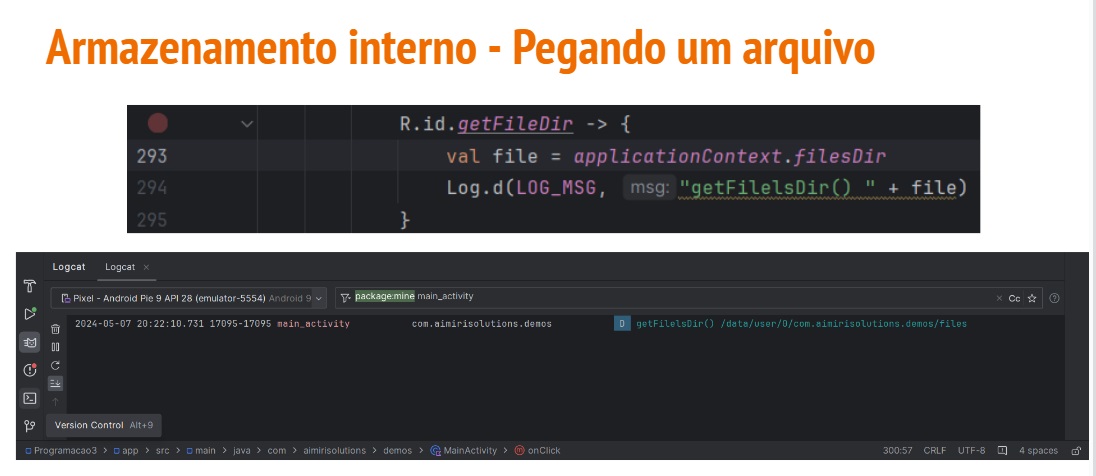 Armazenamento interno - Pegando um arquivo
R.id.getFileDir -> {
293 val file = applicationContext.filesDir
294 Log.d(LOG_MSG, msg: "getFilelsDir() " + file)
295 }
Logcat Logcat ×
Pixel - Android Pie 9 API 28 (emulator-5554) Android 9 package:mine main_activity × Cc
2024-05-07 20:22:10.731 17095-17095 main_activity com.aimirisolutions.demos D getFilelsDir() /data/user/0/com.aimirisolutions.demos/files
Version Control Alt+9
Programacao3 > app > src > main > java > com > aimirisolutions > demos > MainActivity > onClick 300:57 CRLF UTF-8 4 spaces